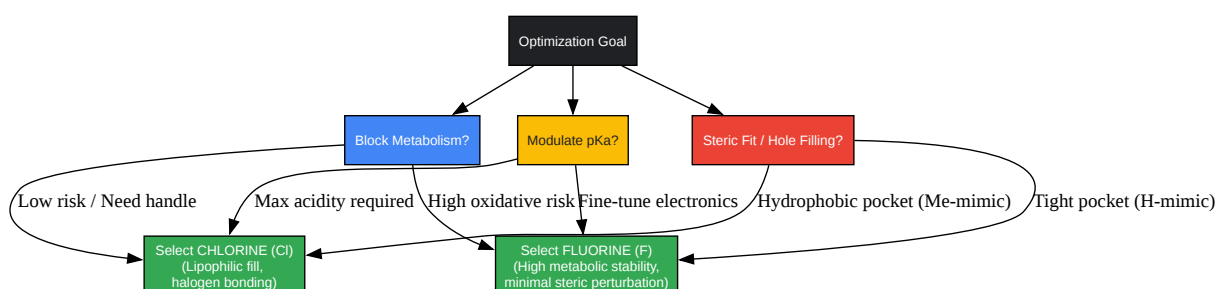 Optimization Goal
Block Metabolism?
Modulate pKa?
Steric Fit / Hole Filling?
Low risk / Need handle
Max acidity required
High oxidative risk
Fine-tune electronics
Hydrophobic pocket (Me-mimic)
Tight pocket (H-mimic)
Select CHLORINE (Cl)
(Lipophilic fill,
halogen bonding)
Select FLUORINE (F)
(High metabolic stability,
minimal steric perturbation)